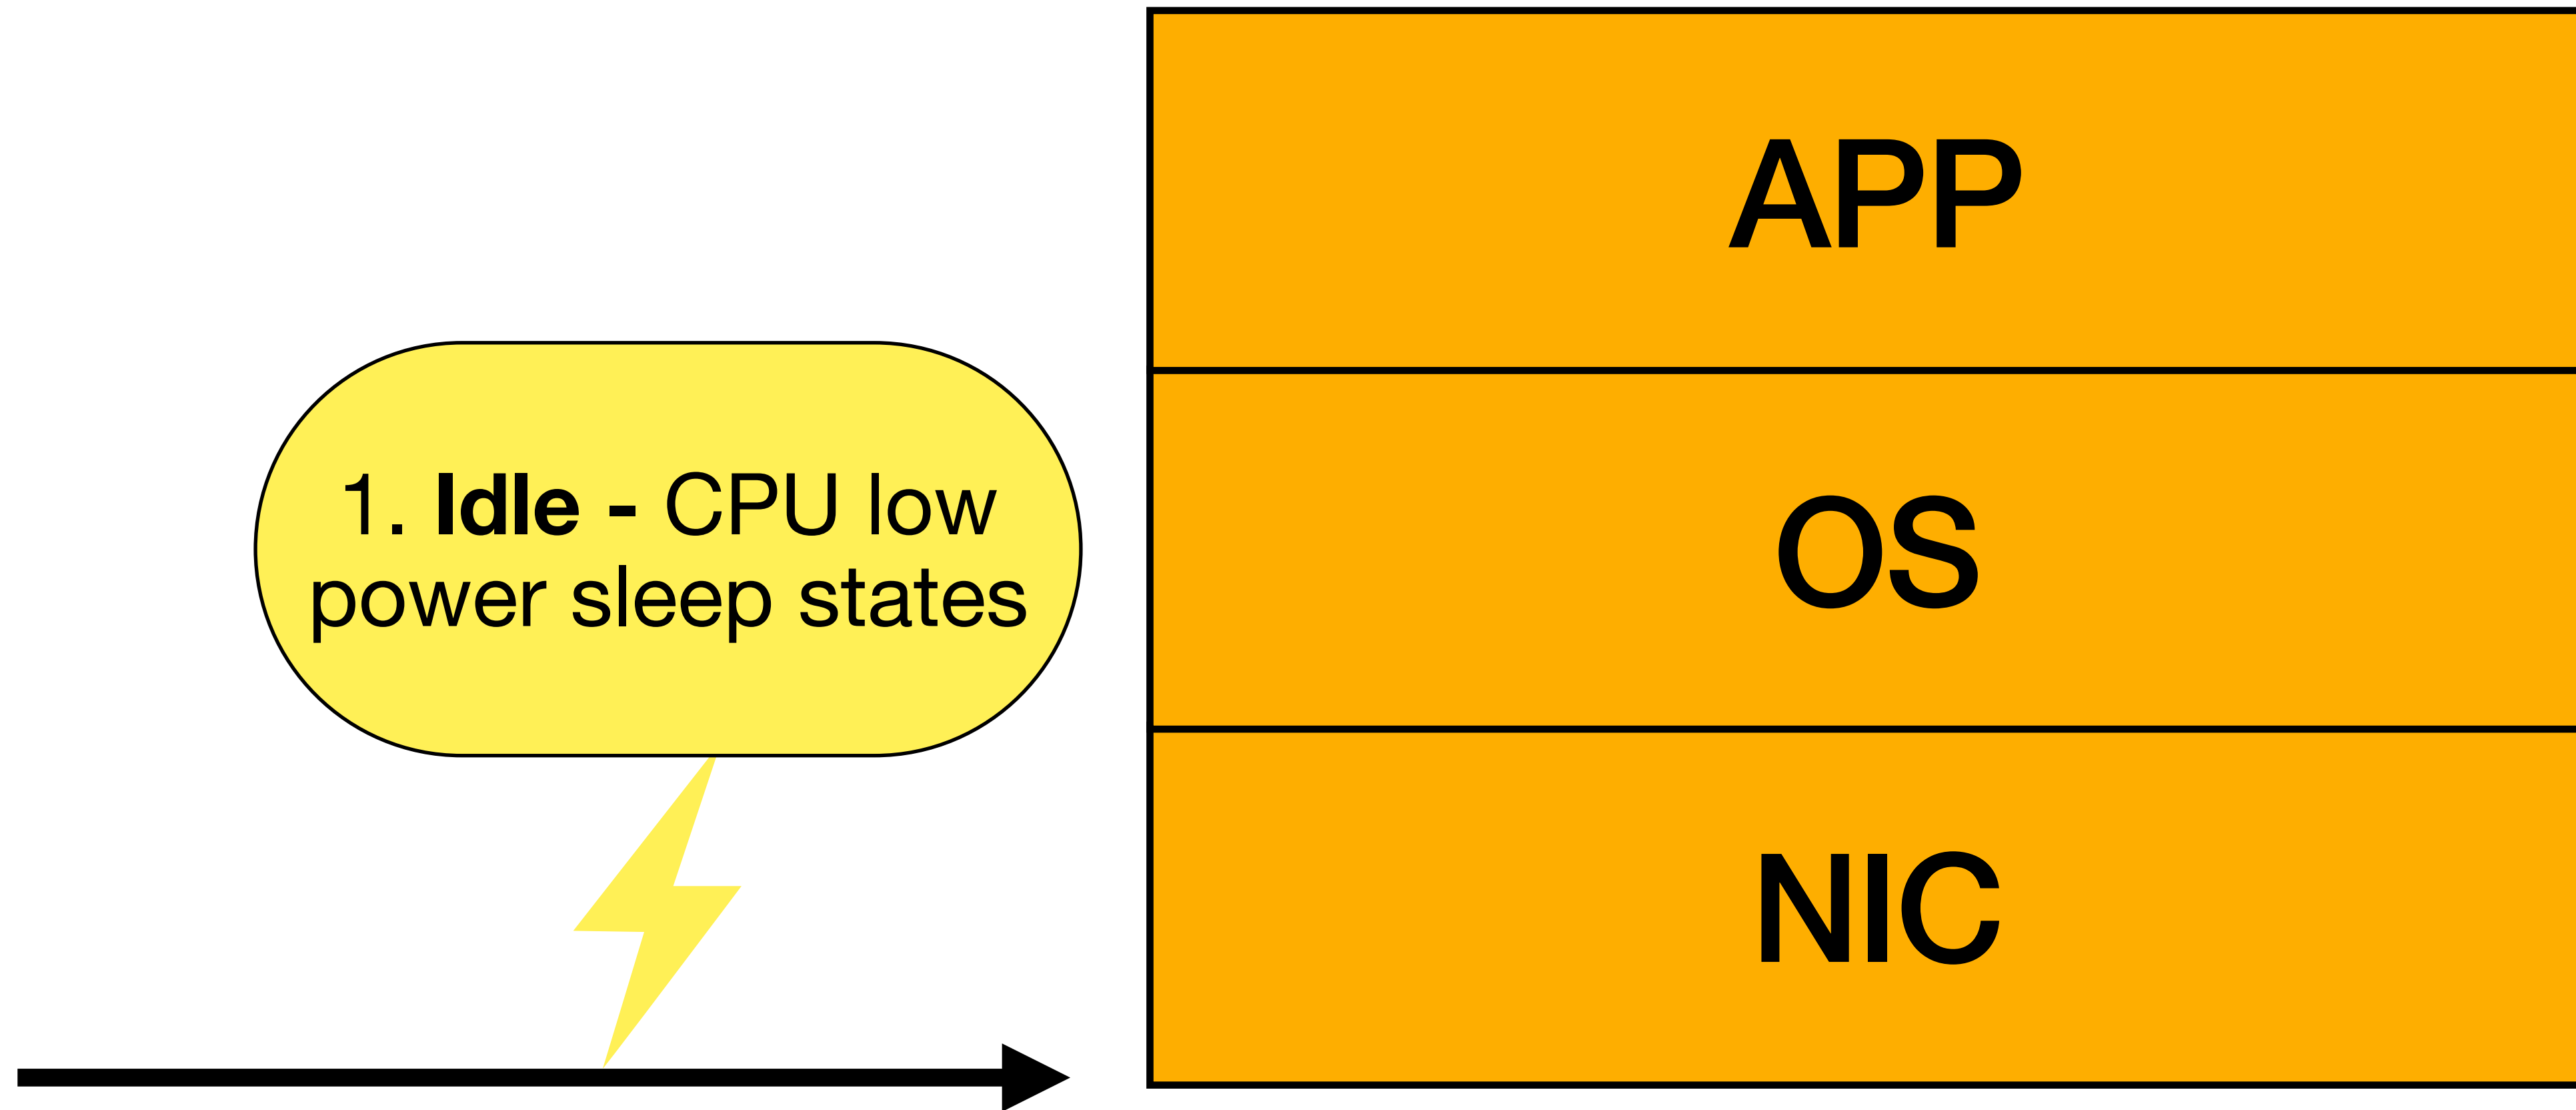 APP
1. Idle - CPU low
power sleep states
OS
NIC